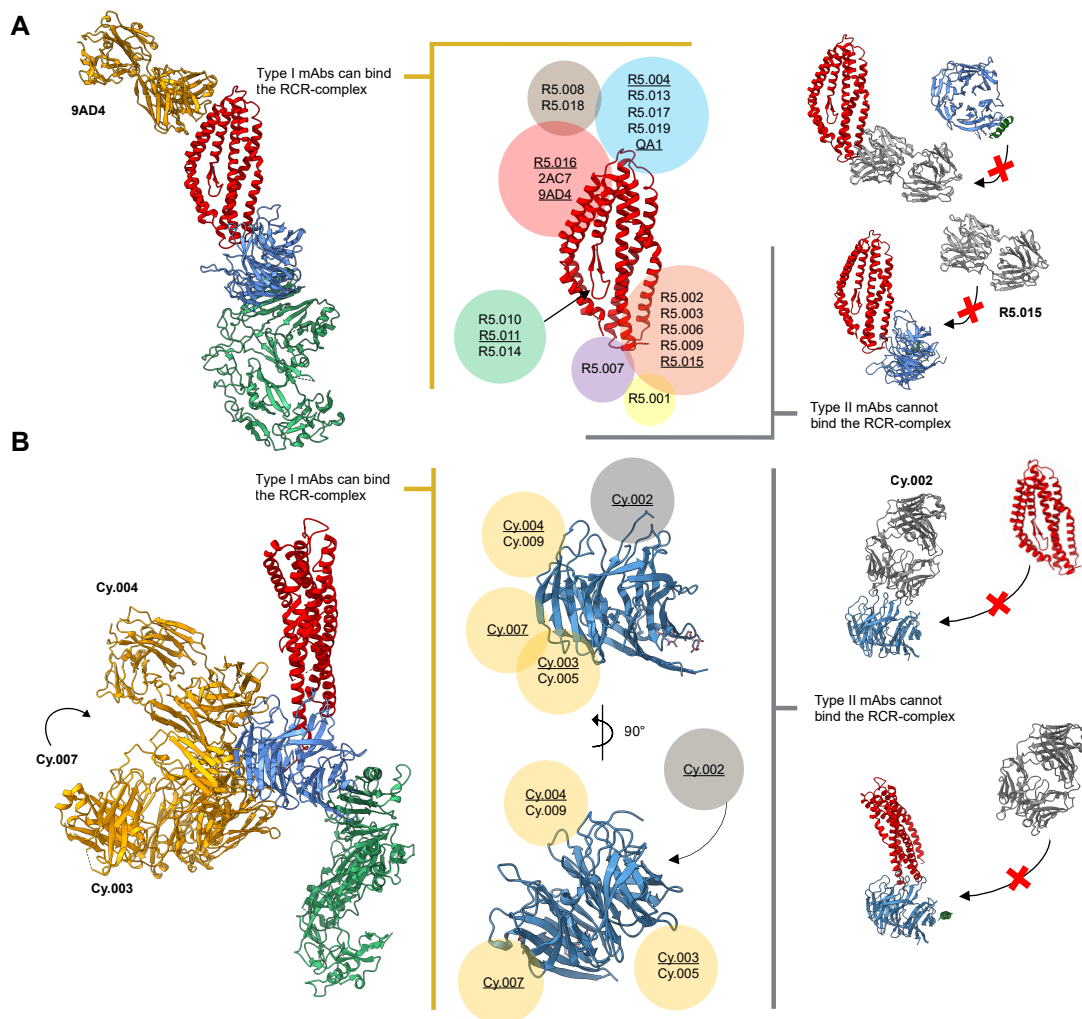 A
9AD4
Type I mAbs can bind
the RCR-complex
R5.008
R5.018
R5.004
R5.013
R5.017
R5.019
QA1
R5.016
2AC7
9AD4
R5.010
R5.011
R5.014
R5.002
R5.003
R5.006
R5.009
R5.015
R5.007
R5.001
R5.015
Type II mAbs cannot
bind the RCR-complex
B
Type I mAbs can bind
the RCR-complex
Cy.004
Cy.007
Cy.003
Cy.002
Cy.004
Cy.009
Cy.007
Cy.003
Cy.005
90°
Cy.002
Cy.004
Cy.009
Cy.007
Cy.003
Cy.005
Cy.002
Type II mAbs cannot
bind the RCR-complex